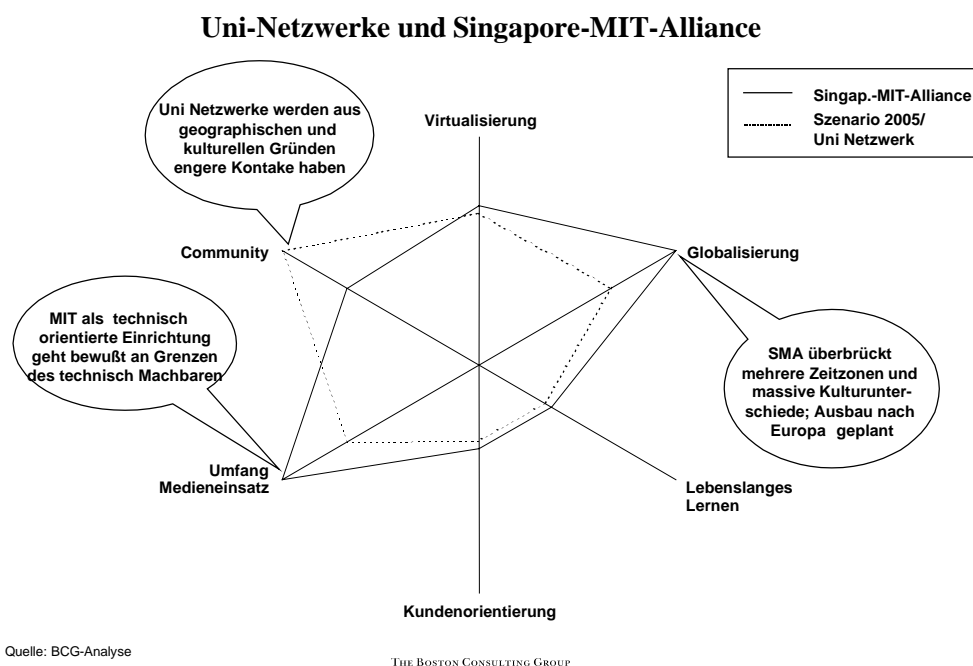 Uni-Netzwerke und Singapore-MIT-Alliance
Uni Netzwerke werden aus
geographischen und
kulturellen Gründen
engere Kontake haben
Singap.-MIT-Alliance
Szenario 2005/
Uni Netzwerk
Virtualisierung
Community
Globalisierung
MIT als technisch
orientierte Einrichtung
geht bewußt an Grenzen
des technisch Machbaren
SMA überbrückt
mehrere Zeitzonen und
massive Kulturunter-
schiede; Ausbau nach
Europa geplant
Umfang
Medieneinsatz
Lebenslanges
Lernen
Kundenorientierung
Quelle: BCG-Analyse
THE BOSTON CONSULTING GROUP